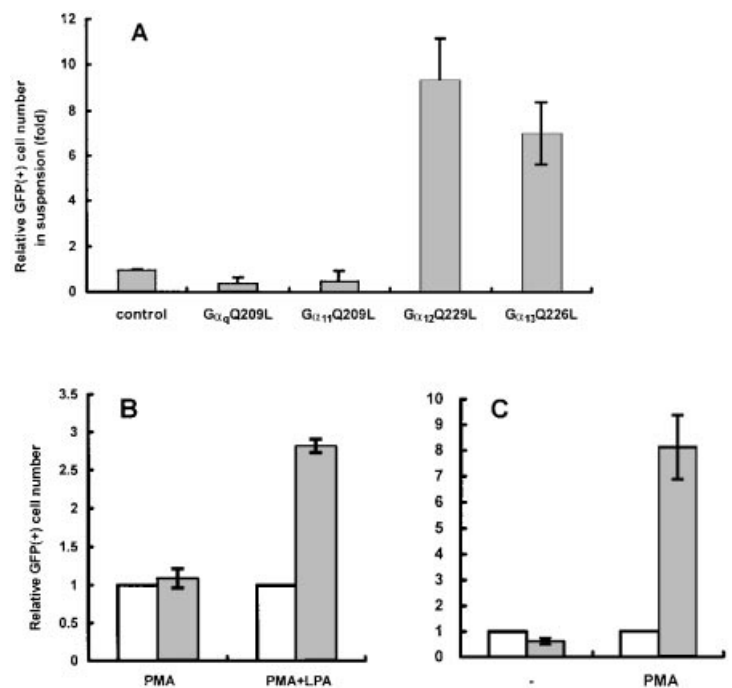 A
Relative GFP(+) cell number
in suspension (fold)
12
10
8
6
4
2
0
control GαqQ209L Gα11Q209L Gα12Q229L Gα13Q226L
B
Relative GFP(+) cell number
3.5
3
2.5
2
1.5
1
0.5
0
PMA PMA+LPA
C
10
9
8
7
6
5
4
3
2
1
0
- PMA